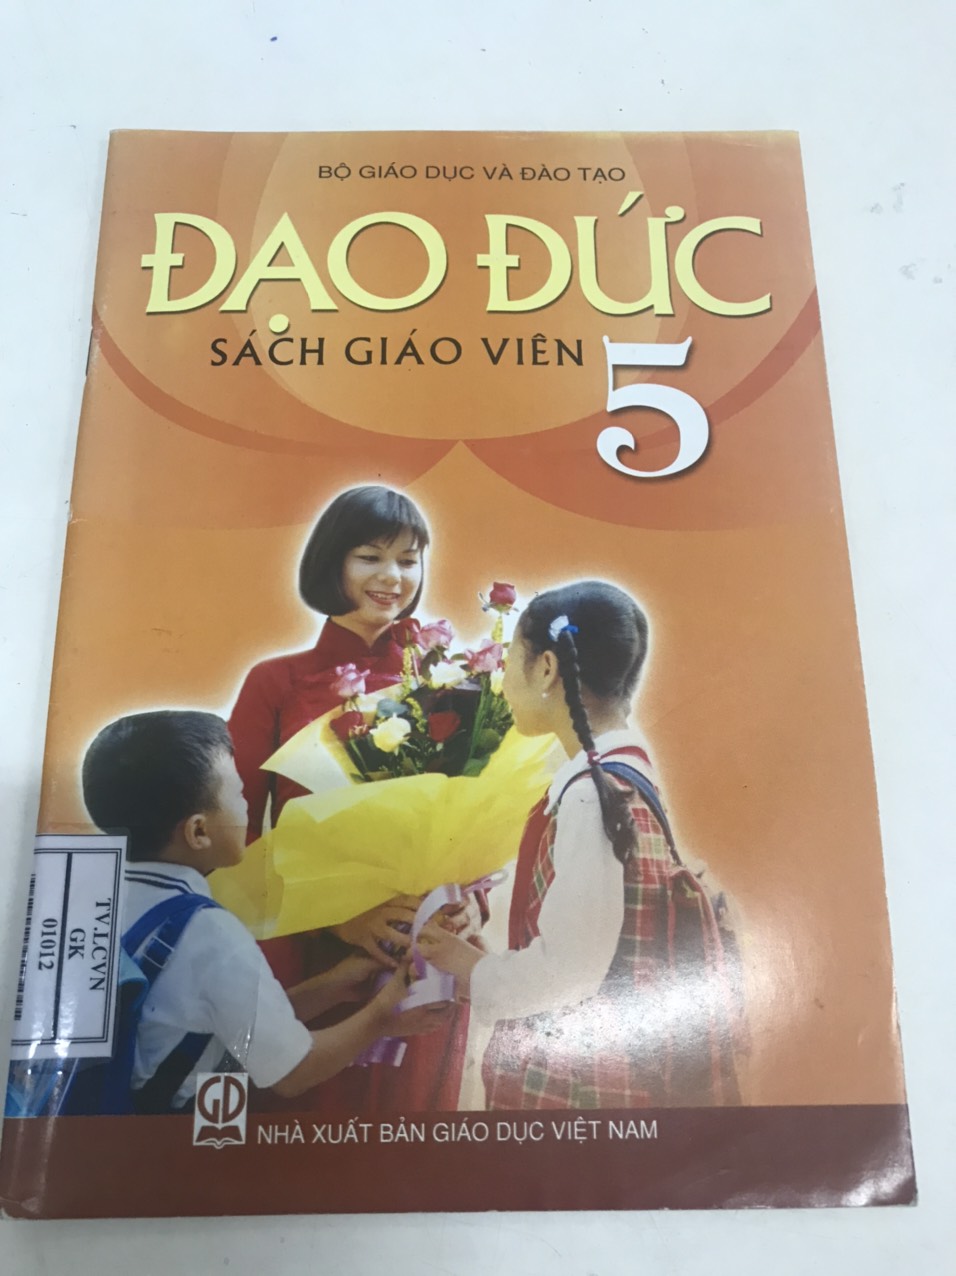 BỘ GIÁO DỤC VÀ ĐÀO TẠO
ĐẠO ĐỨC
SÁCH GIÁO VIÊN 5
TV.LCVN
GK
01012
GD
NHÀ XUẤT BẢN GIÁO DỤC VIỆT NAM